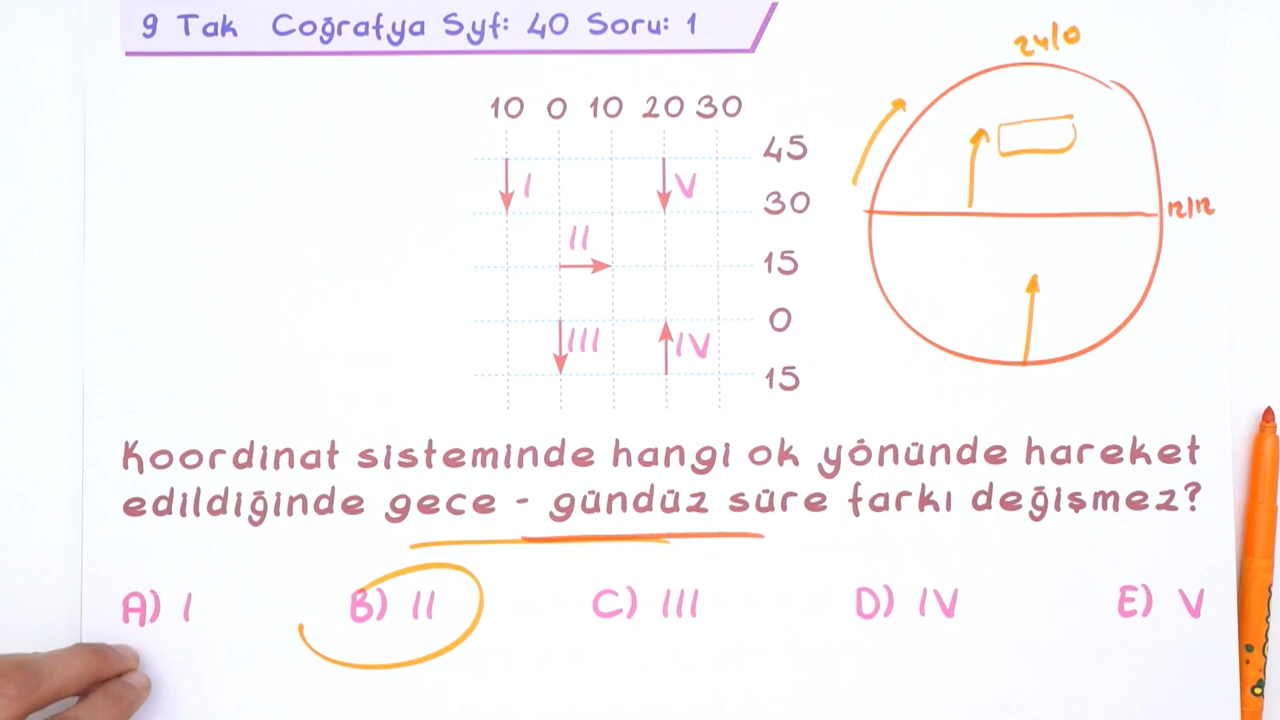 9 Tak Coğrafya Syf: 40 Soru: 1
24/0
10 0 10 20 30
45
I V
30
12/12
II
15
0
III IV
15
Koordinat sisteminde hangi ok yönünde hareket
edildiğinde gece - gündüz süre farkı değişmez?
A) I B) II C) III D) IV E) V